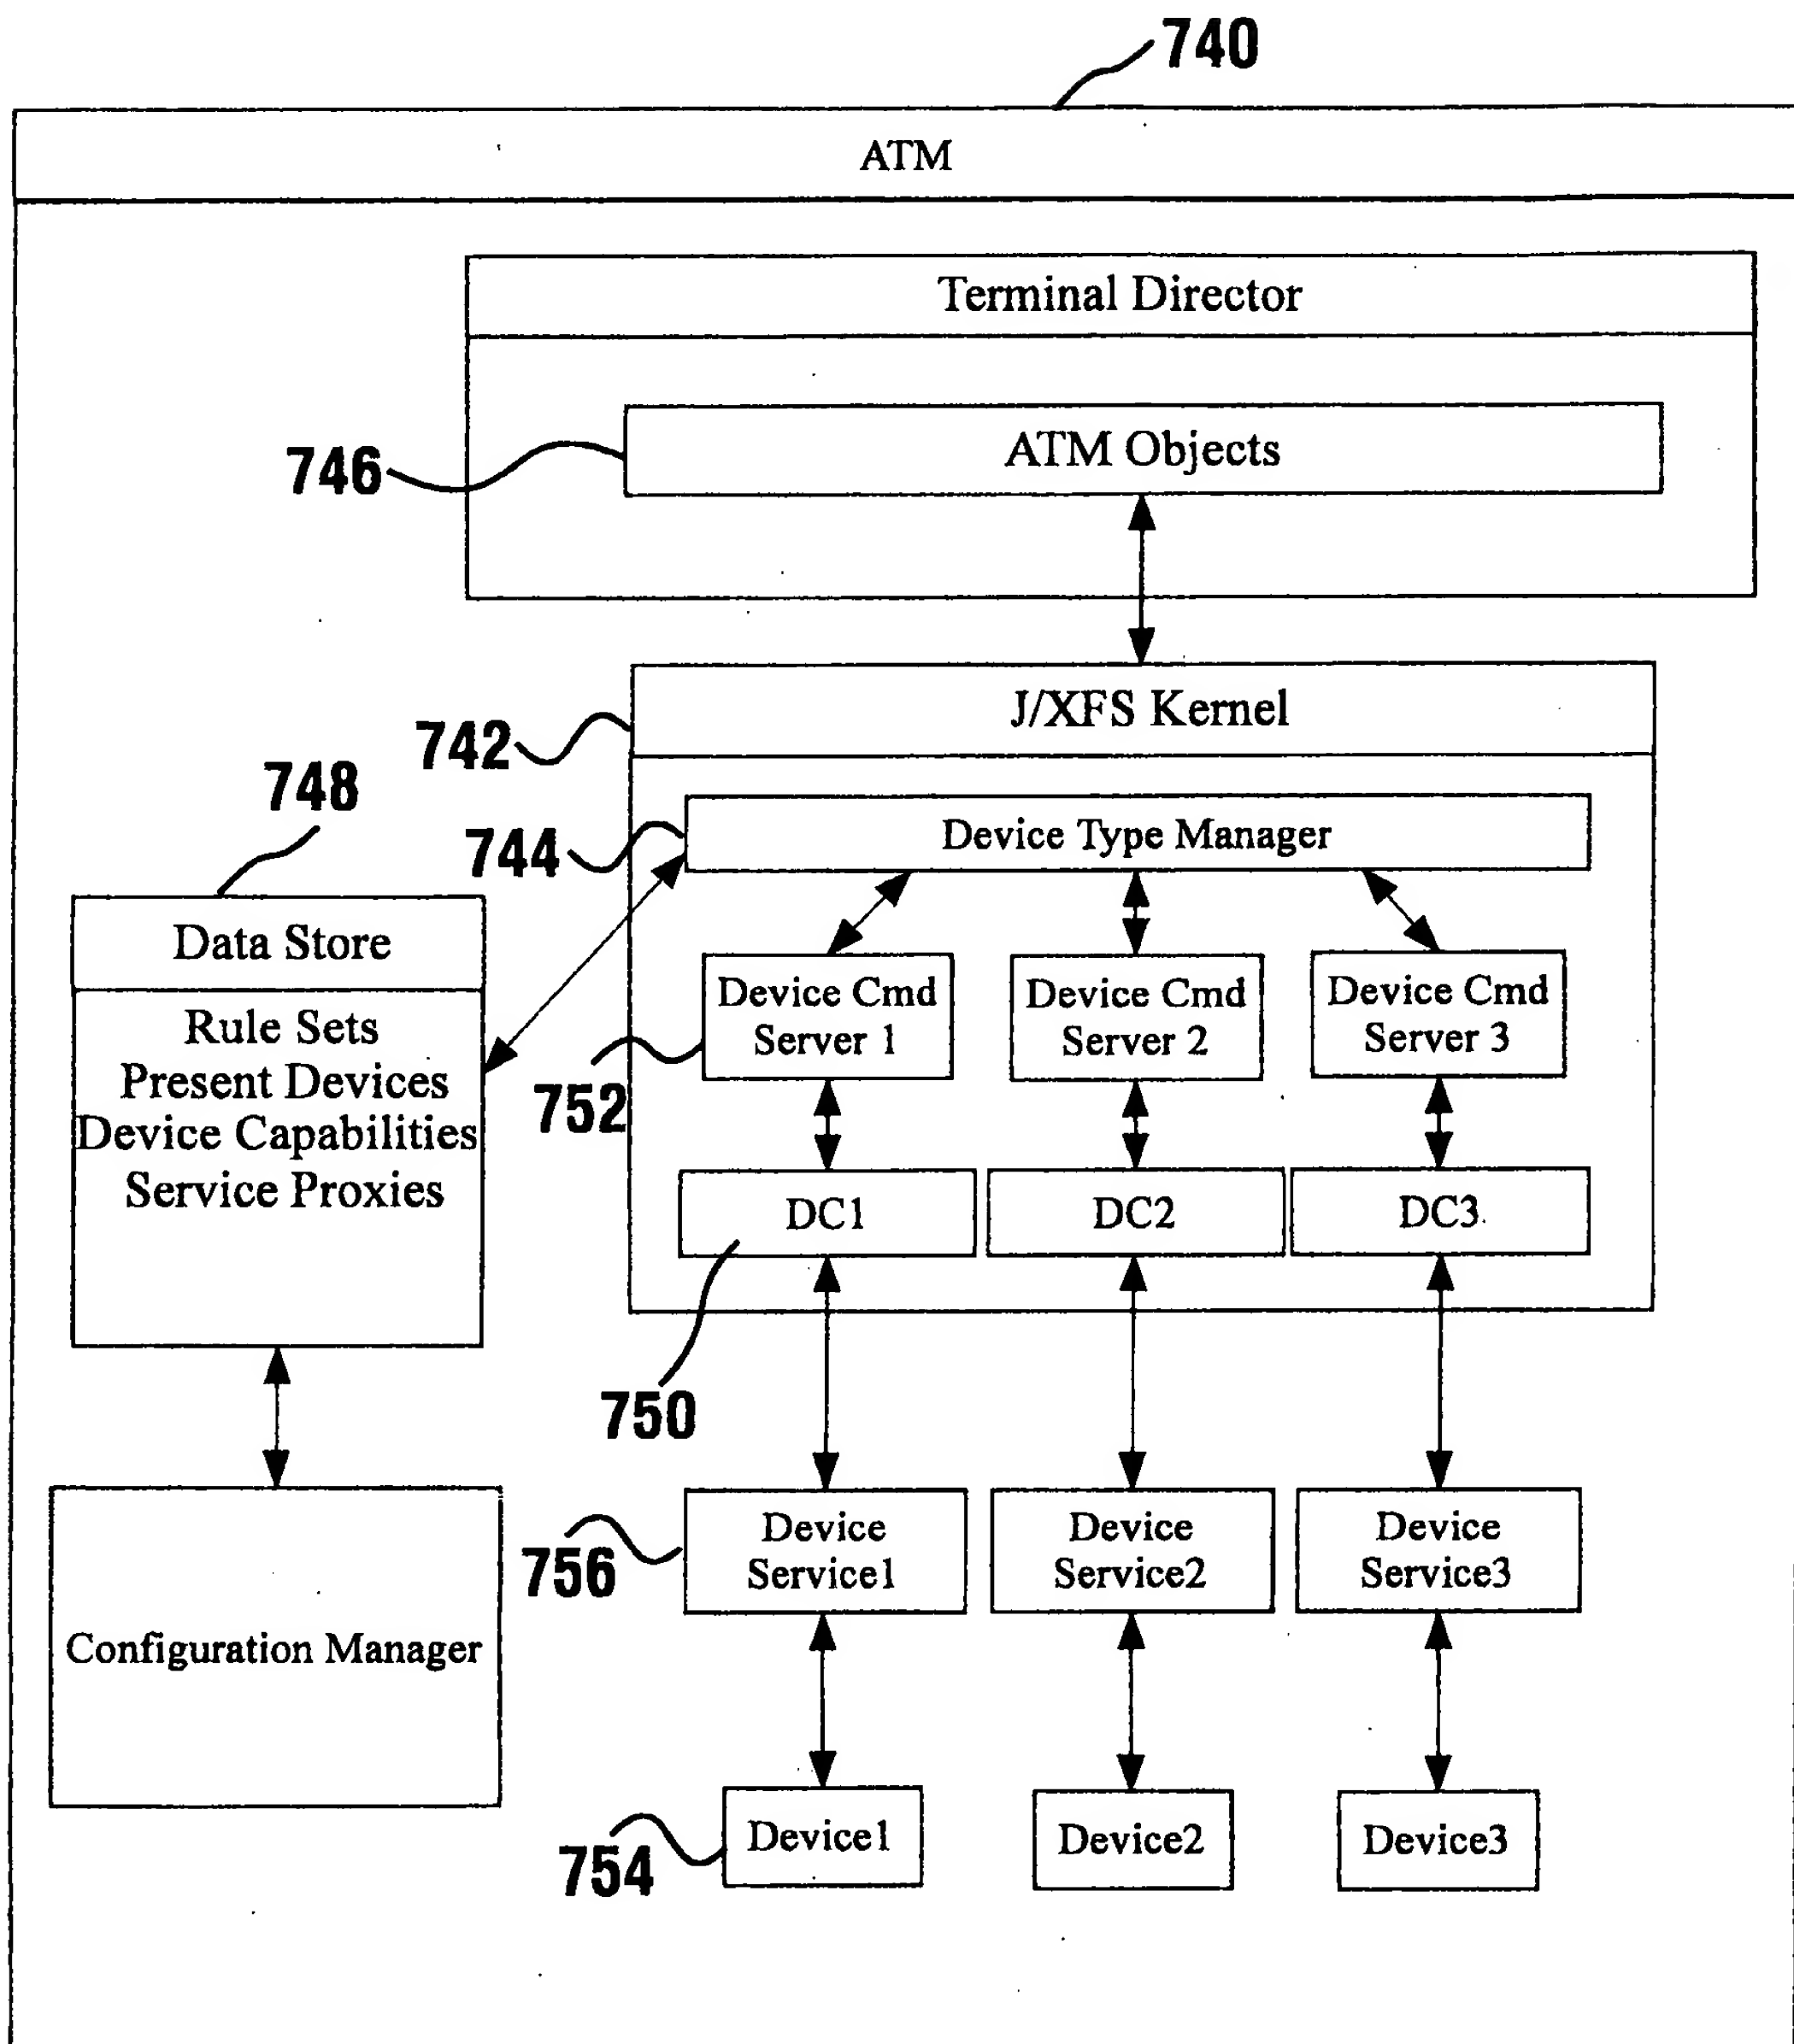 740
ATM
Terminal Director
746
ATM Objects
742
J/XFS Kernel
748
744
Device Type Manager
Data Store
Rule Sets
Present Devices
Device Capabilities
Service Proxies
752
Device Cmd
Server 1
Device Cmd
Server 2
Device Cmd
Server 3
DC1
DC2
DC3
750
756
Device
Service1
Device
Service2
Device
Service3
Configuration Manager
754
Device1
Device2
Device3